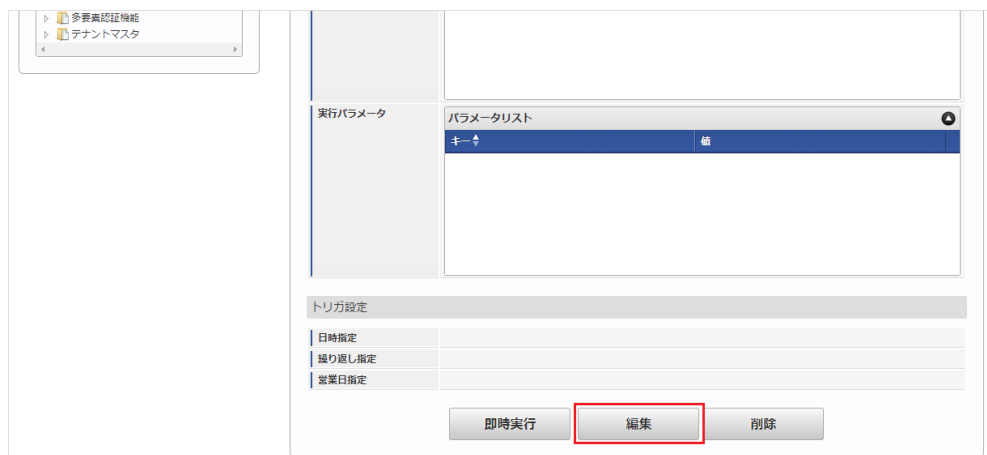 多要素認証機能
テナントマスタ
実行パラメータ
パラメータリスト
キー 値
トリガ設定
日時指定
繰り返し指定
営業日指定
即時実行 編集 削除